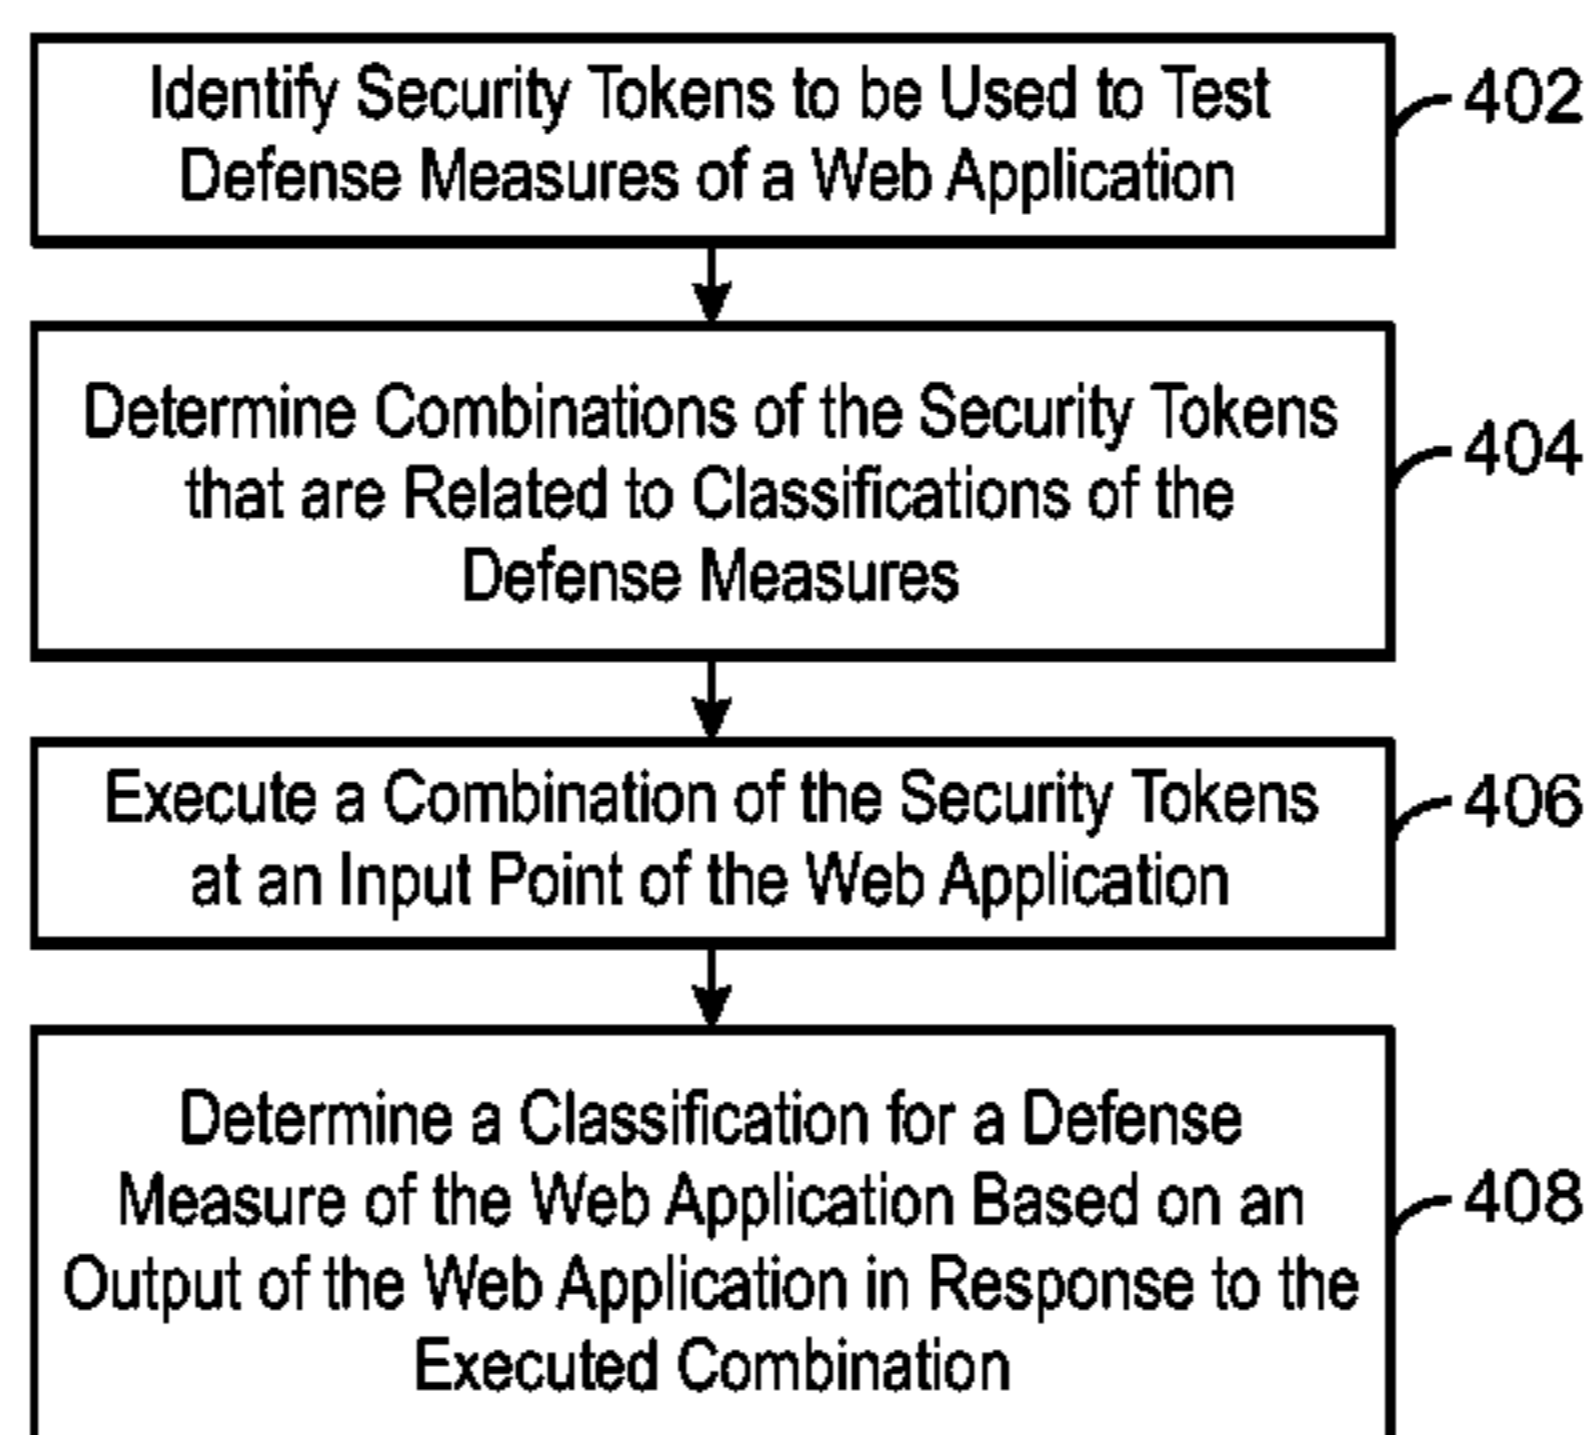 Identify Security Tokens to be Used to Test
Defense Measures of a Web Application
402
Determine Combinations of the Security Tokens
that are Related to Classifications of the
Defense Measures
404
Execute a Combination of the Security Tokens
at an Input Point of the Web Application
406
Determine a Classification for a Defense
Measure of the Web Application Based on an
Output of the Web Application in Response to the
Executed Combination
408